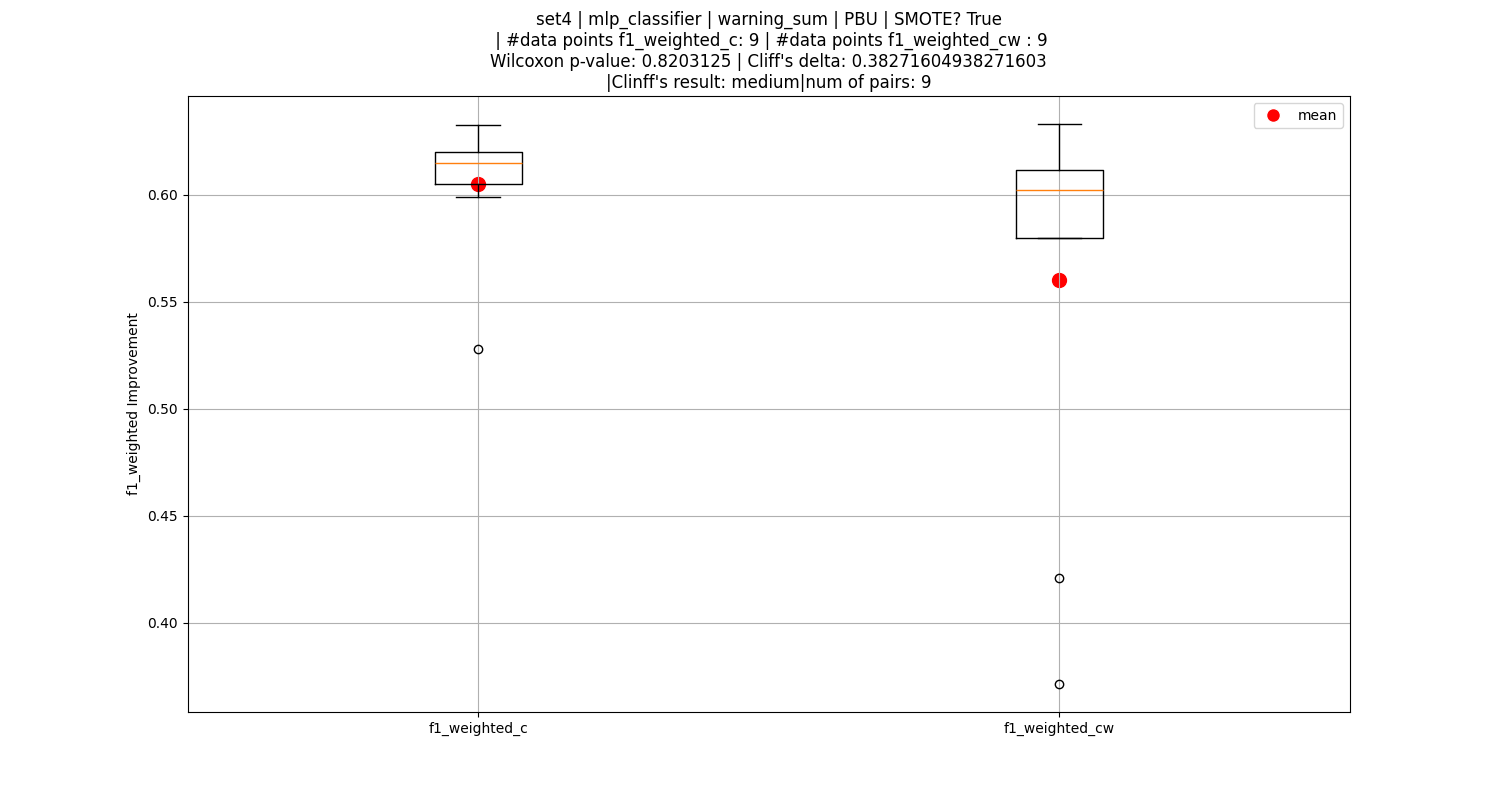 set4 | mlp_classifier | warning_sum | PBU | SMOTE? True
| #data points f1_weighted_c: 9 | #data points f1_weighted_cw : 9
Wilcoxon p-value: 0.8203125 | Cliff's delta: 0.38271604938271603
|Clinff's result: medium|num of pairs: 9
mean
f1_weighted Improvement
0.60
0.55
0.50
0.45
0.40
f1_weighted_c
f1_weighted_cw